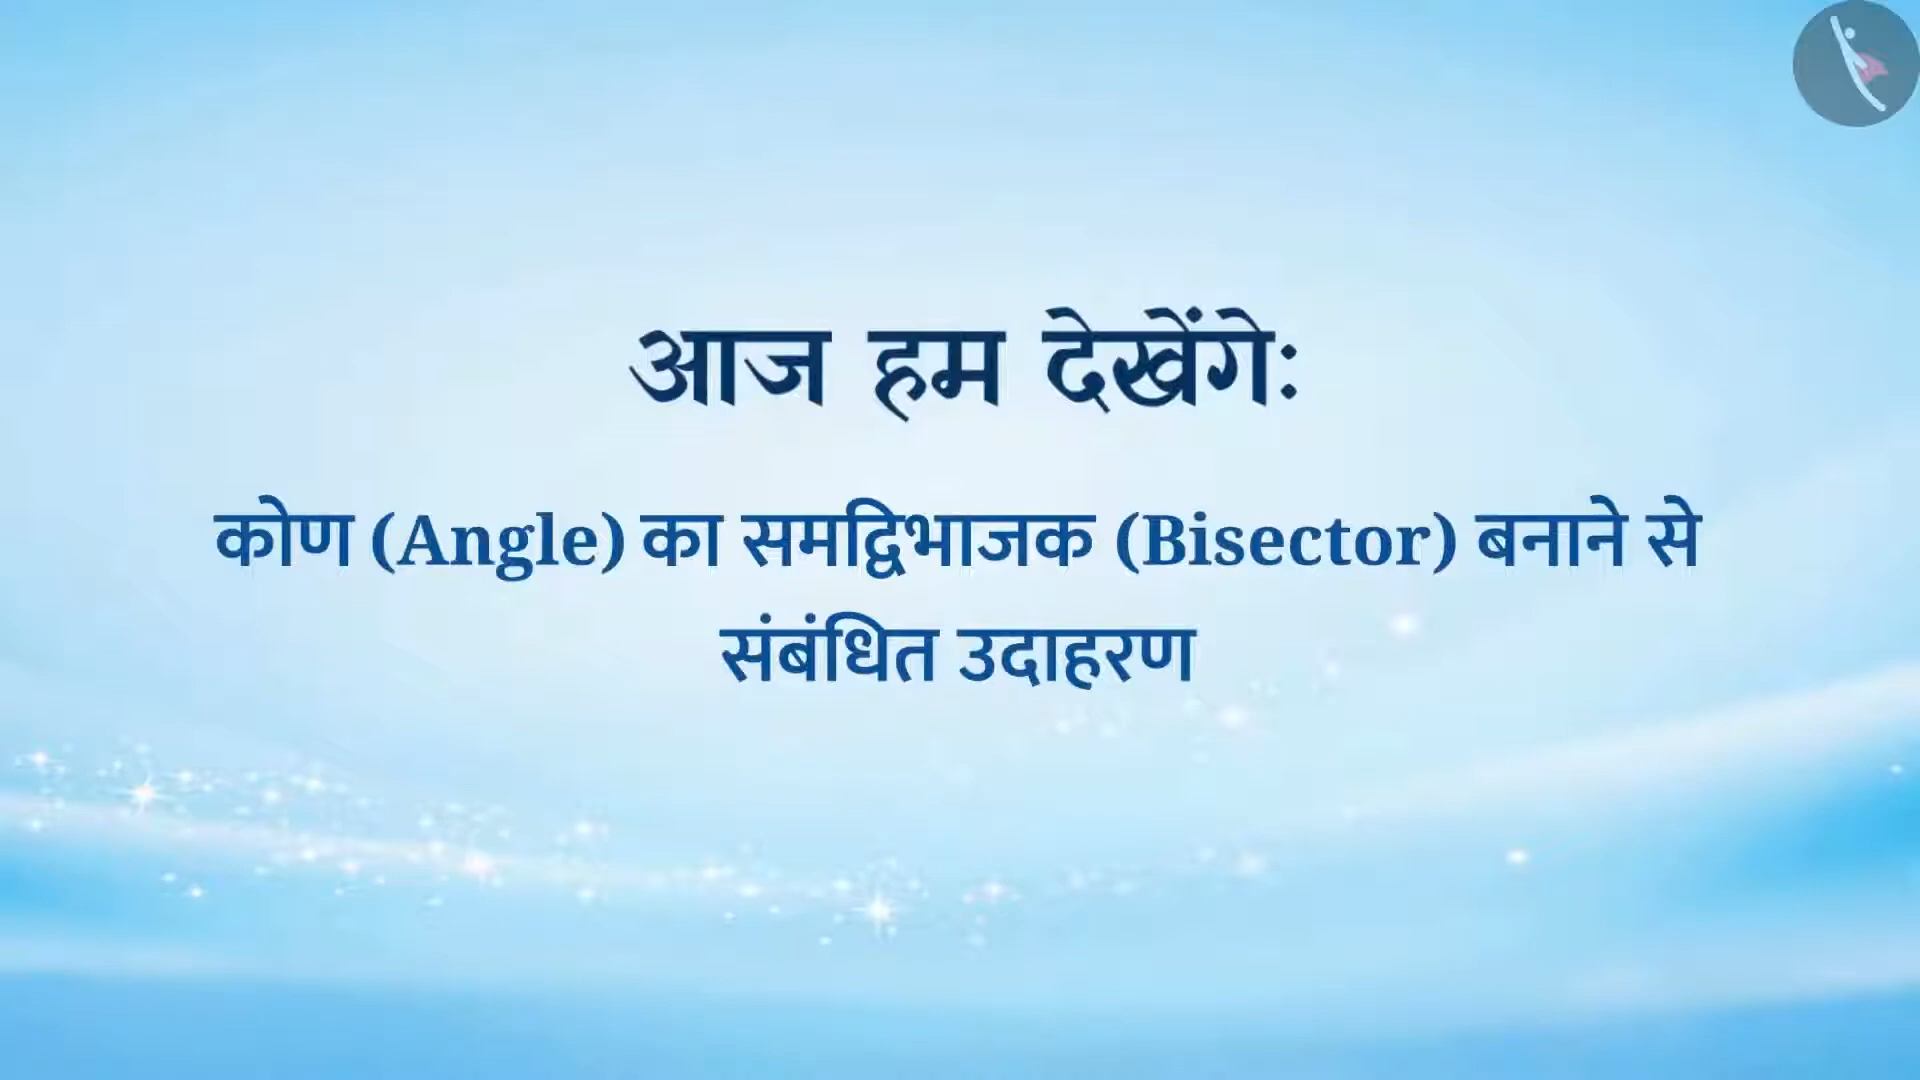 आज हम देखेंगे:
कोण (Angle) का समद्विभाजक (Bisector) बनाने से
संबंधित उदाहरण